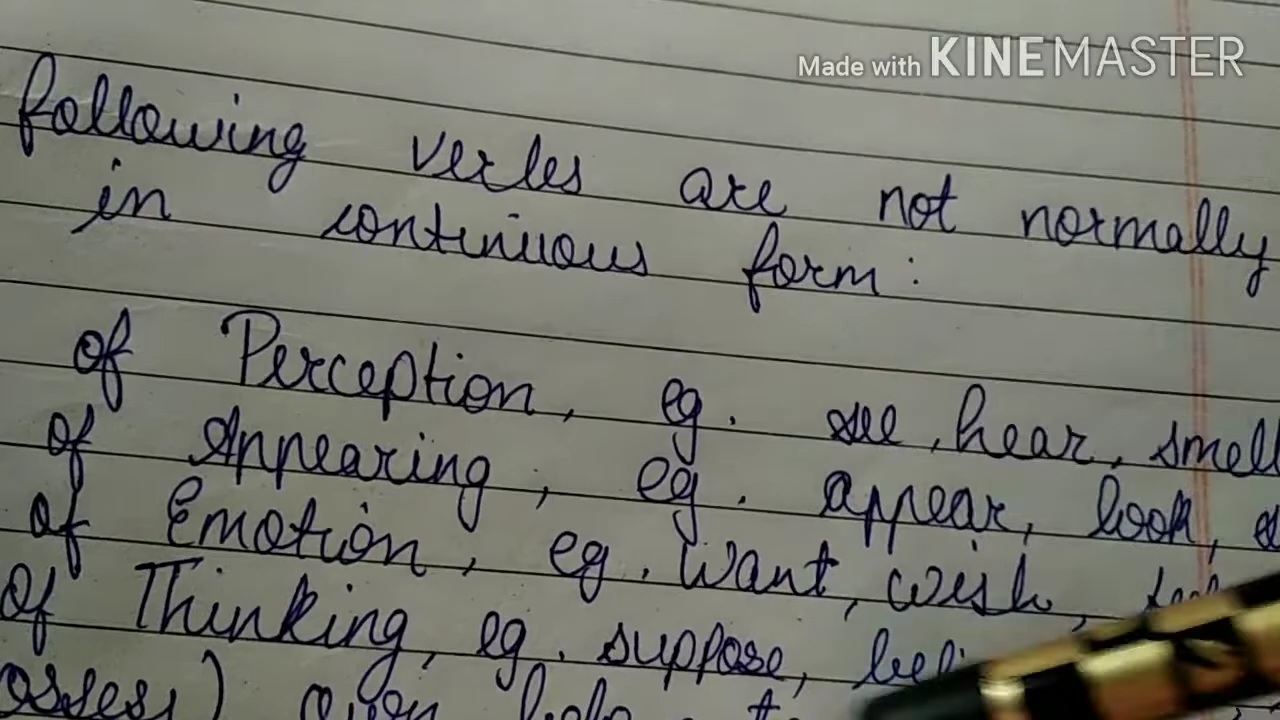 Made with KINEMASTER
following verbs are not normally
in continuous form:
of Perception, eg. see, hear, smell
of Appearing, eg. appear, look,
of Emotion, eg. want, wish,
Of Thinking, eg. suppose,